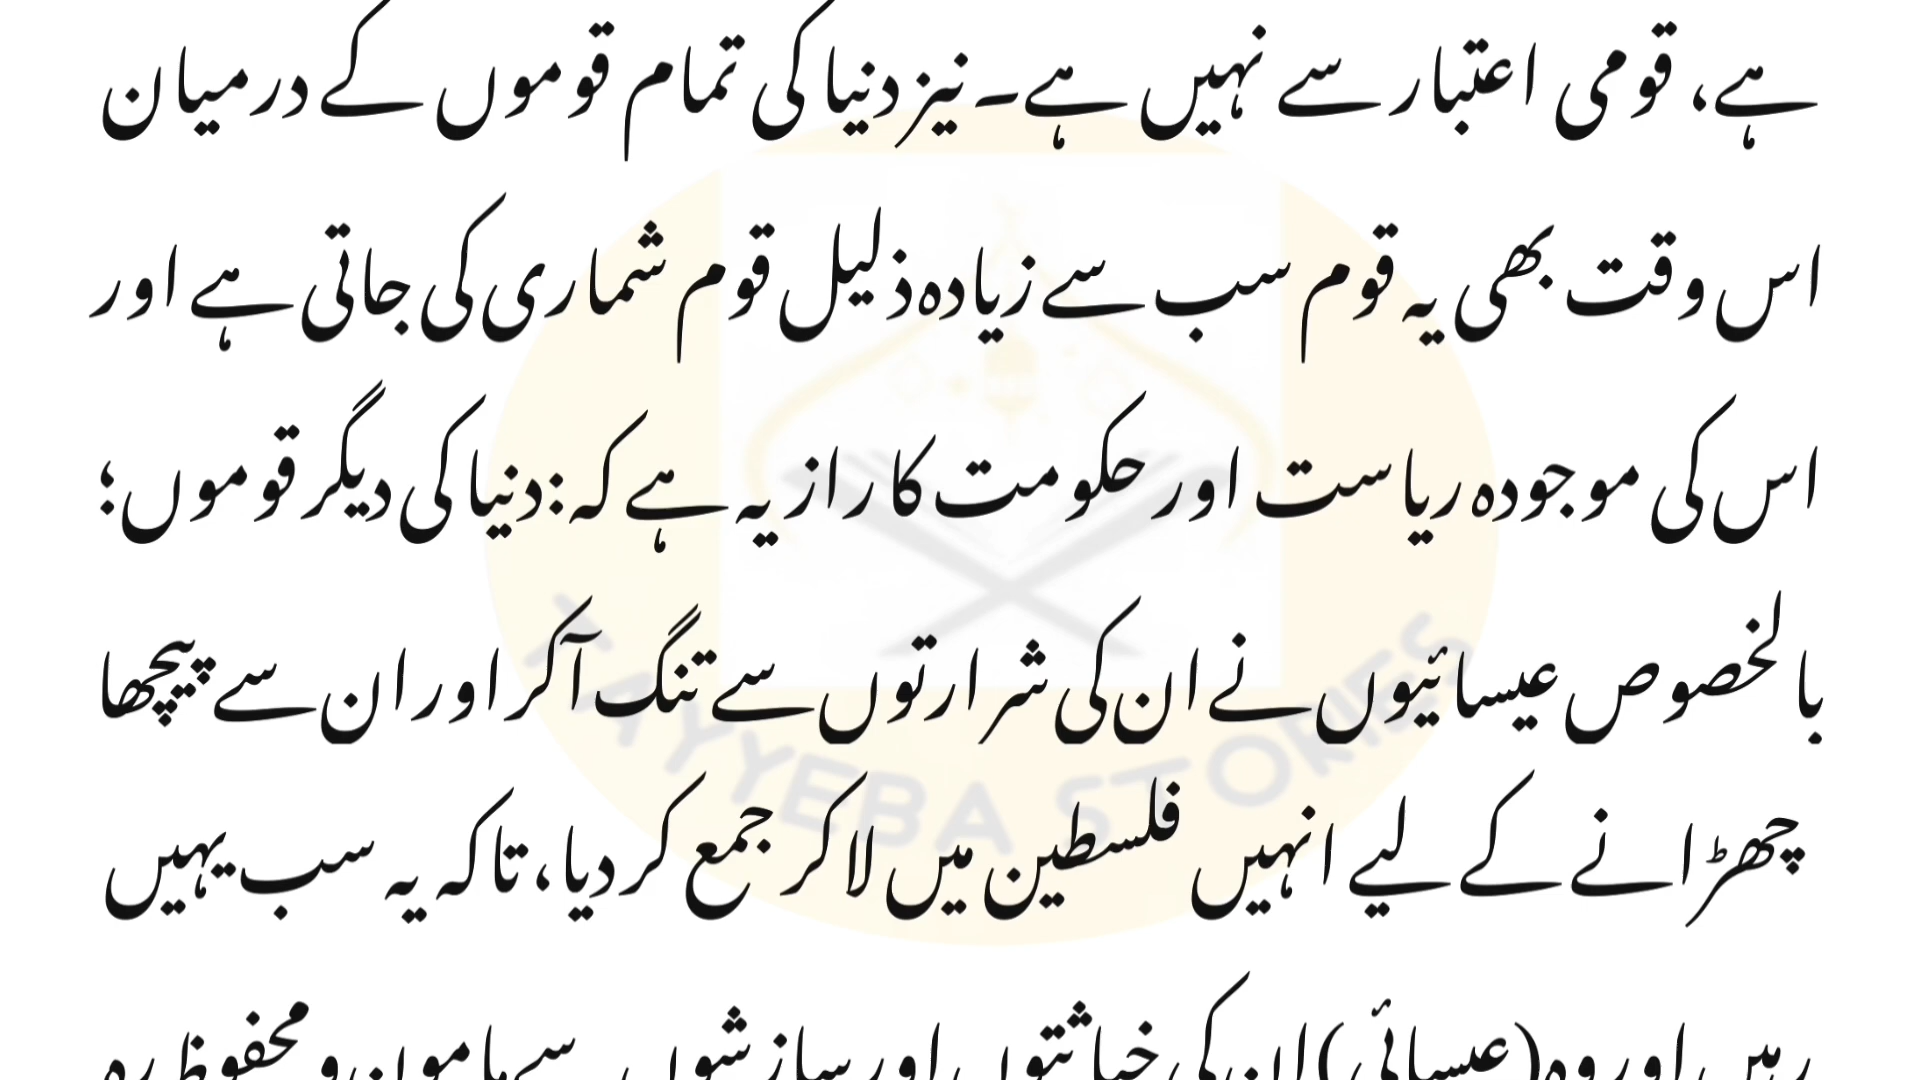 ہے، قومی اعتبار سے نہیں ہے۔ نیز دنیا کی تمام قوموں کے درمیان
اس وقت بھی یہ قوم سب سے زیادہ ذلیل قوم شماری کی جاتی ہے اور
اس کی موجودہ ریاست اور حکومت کا راز یہ ہے کہ: دنیا کی دیگر قوموں؛
بالخصوص عیسائیوں نے ان کی شرارتوں سے تنگ آکر اور ان سے پیچھا
چھڑانے کے لیے انہیں فلسطین میں لاکر جمع کر دیا، تاکہ یہ سب یہیں
رہیں اور وہ (عیسائی) ان کی خباثتوں اور سازشوں سے مامون و محفوظ رہ
TAYYEBA STORIES